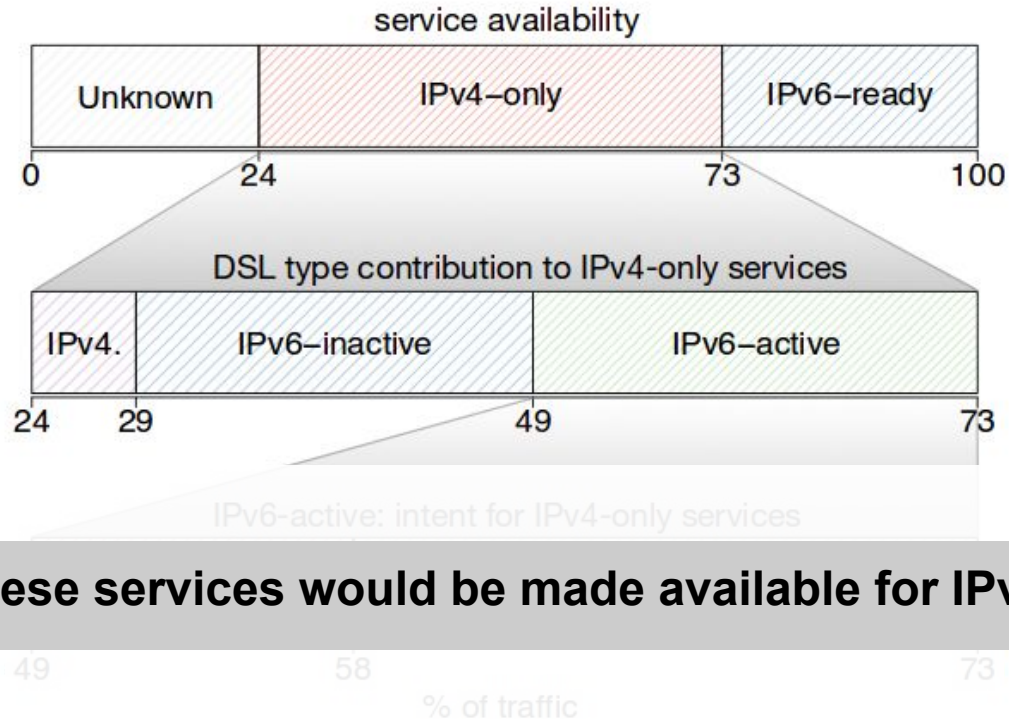 service availability
Unknown IPv4–only IPv6–ready
0 24 73 100
DSL type contribution to IPv4-only services
IPv4. IPv6–inactive IPv6–active
24 29 49 73
IPv6-active: intent for IPv4-only services
ese services would be made available for IPv
49 58 73
% of traffic